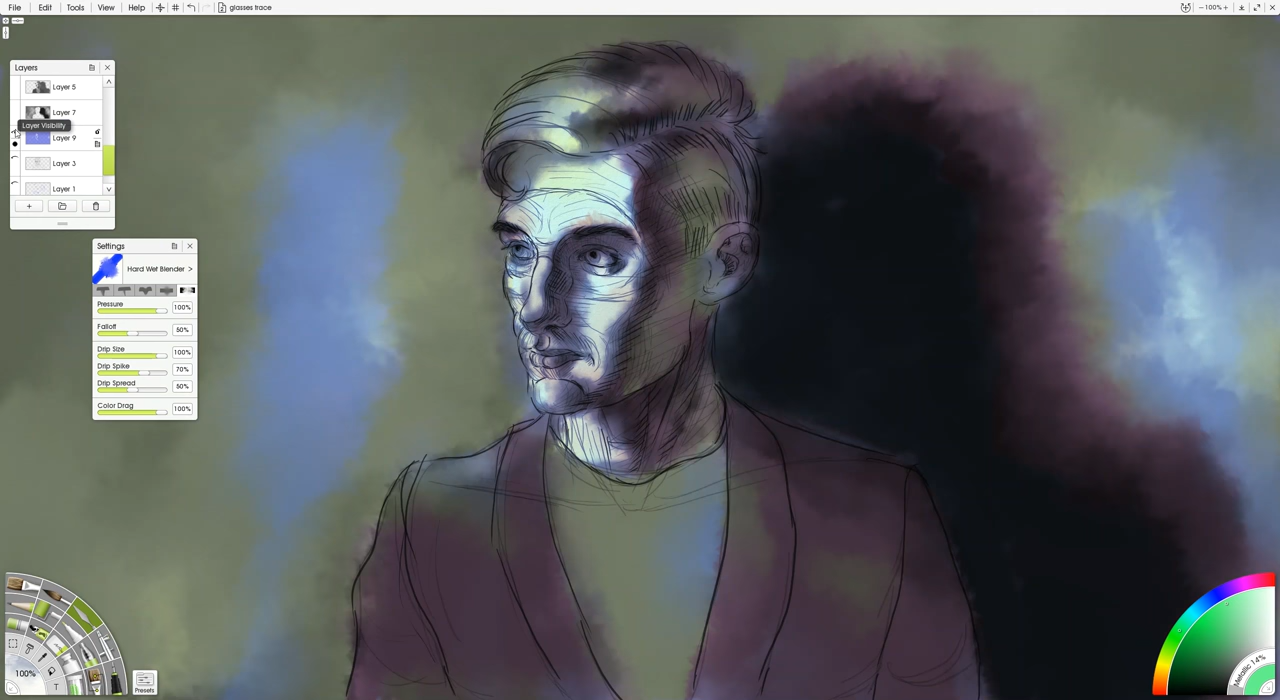 File Edit Tools View Help glasses trace 100%
Layers
Layer 5
Layer 7
Layer Visibility
Layer 9
Layer 3
Layer 1
Settings
Hard Wet Blender >
Pressure 100%
Falloff 50%
Drip Size 100%
Drip Spike 70%
Drip Spread 50%
Color Drag 100%
100%
T
Presets
Metallic 14%